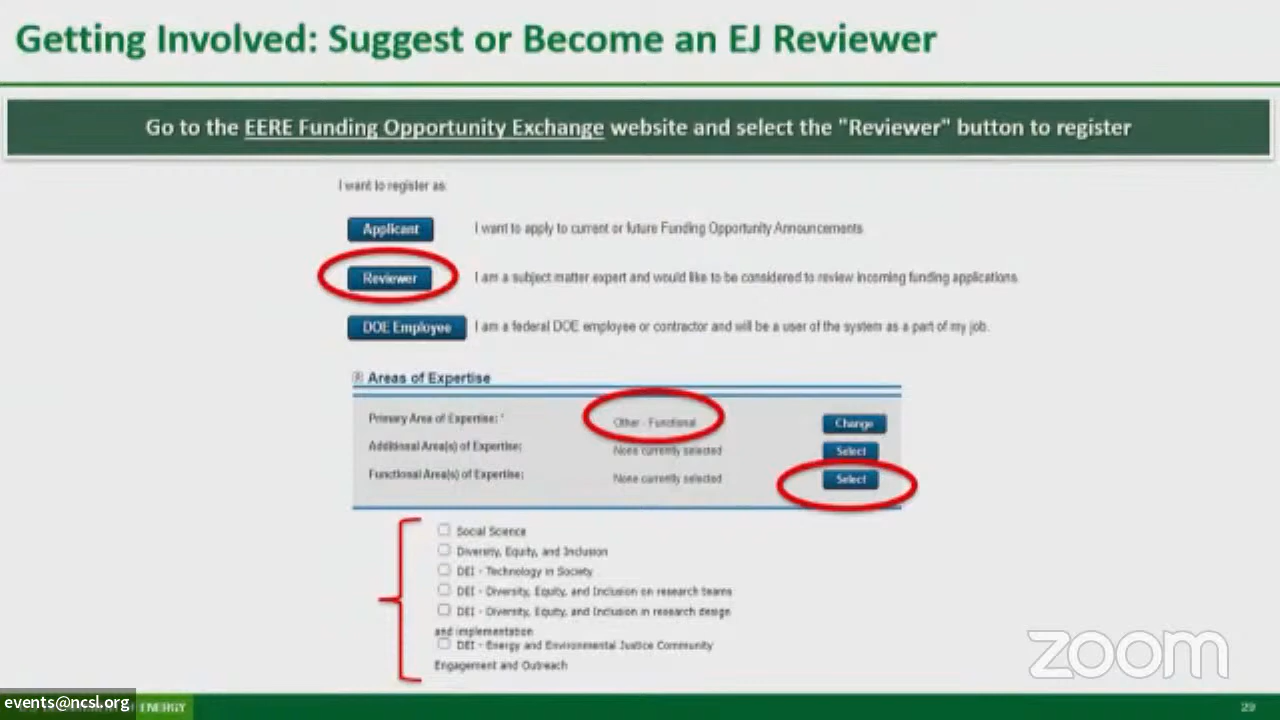 Getting Involved: Suggest or Become an EJ Reviewer
Go to the EERE Funding Opportunity Exchange website and select the "Reviewer" button to register
I want to register as:
Applicant I want to apply to current or future Funding Opportunity Announcements.
Reviewer I am a subject matter expert and would like to be considered to review incoming funding applications.
DOE Employee I am a federal DOE employee or contractor and will be a user of the system as a part of my job.
Areas of Expertise
Primary Area of Expertise: * Other - Functional Change
Additional Area(s) of Expertise: None currently selected Select
Functional Area(s) of Expertise: None currently selected Select
Social Science
Diversity, Equity, and Inclusion
DEI - Technology in Society
DEI - Diversity, Equity, and Inclusion on research teams
DEI - Diversity, Equity, and Inclusion in research design
and implementation
DEI - Energy and Environmental Justice Community
Engagement and Outreach
zoom
events@ncsl.org
ENERGY
29